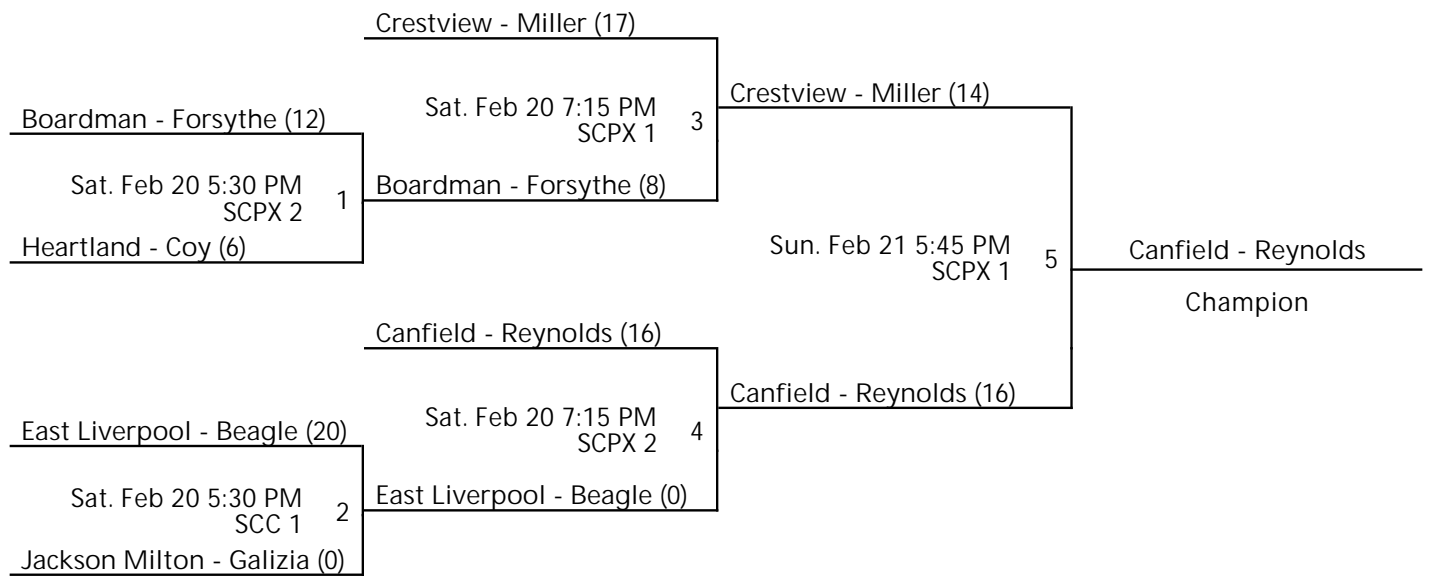 Crestview - Miller (17)
Sat. Feb 20 7:15 PM
SCPX 1
3
Crestview - Miller (14)
Boardman - Forsythe (12)
Sat. Feb 20 5:30 PM
SCPX 2
1
Boardman - Forsythe (8)
Heartland - Coy (6)
Sun. Feb 21 5:45 PM
SCPX 1
5
Canfield - Reynolds
Champion
Canfield - Reynolds (16)
Sat. Feb 20 7:15 PM
SCPX 2
4
Canfield - Reynolds (16)
East Liverpool - Beagle (20)
Sat. Feb 20 5:30 PM
SCC 1
2
East Liverpool - Beagle (0)
Jackson Milton - Galizia (0)